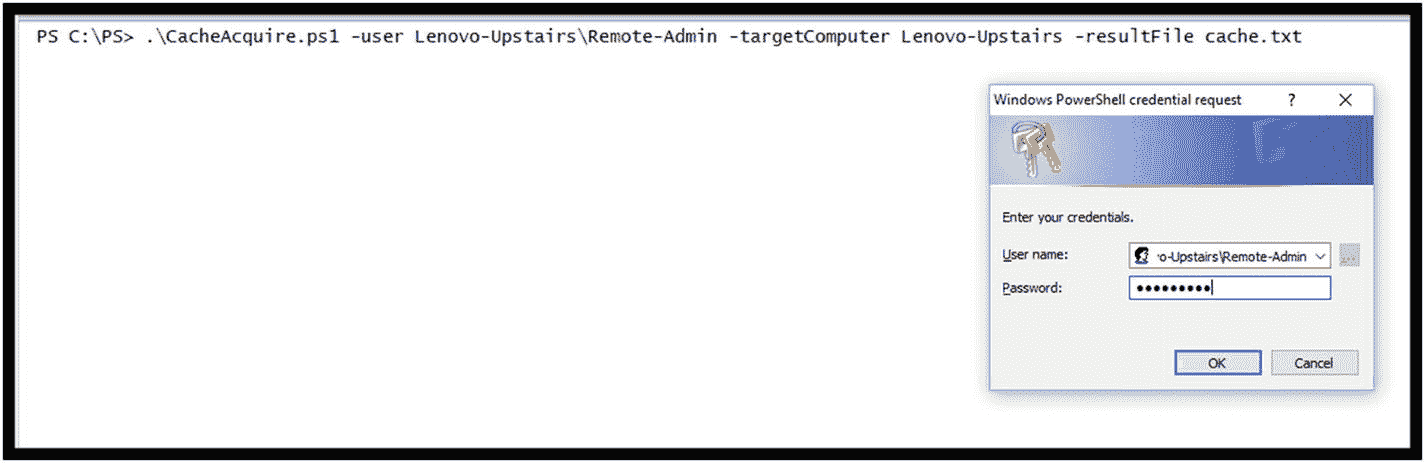 PS C:\PS> .\CacheAcquire.ps1 -user Lenovo-Upstairs\Remote-Admin -targetComputer Lenovo-Upstairs -resultFile cache.txt
Windows PowerShell credential request ? X
Enter your credentials.
User name: o-Upstairs\Remote-Admin ...
Password: •••••••••
OK Cancel